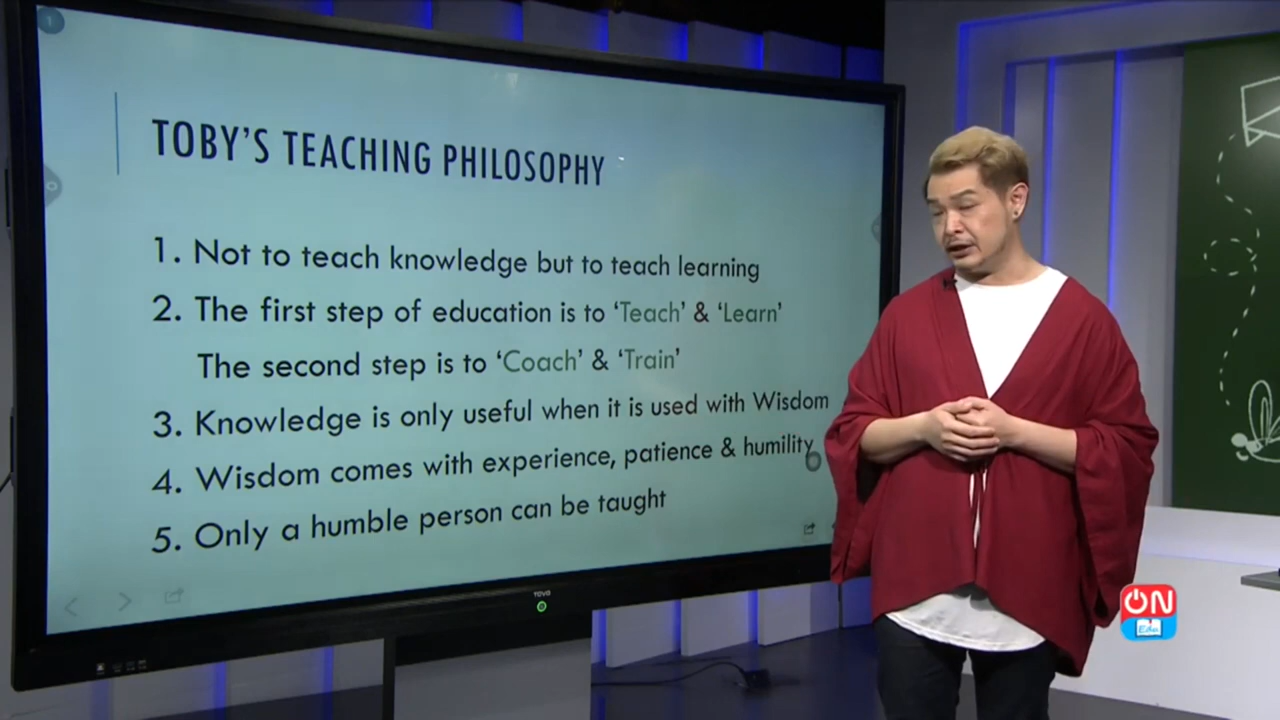 TOBY'S TEACHING PHILOSOPHY
1. Not to teach knowledge but to teach learning
2. The first step of education is to ‘Teach’ & ‘Learn’
The second step is to ‘Coach’ & ‘Train’
3. Knowledge is only useful when it is used with Wisdom
4. Wisdom comes with experience, patience & humility
5. Only a humble person can be taught
ON
Edu